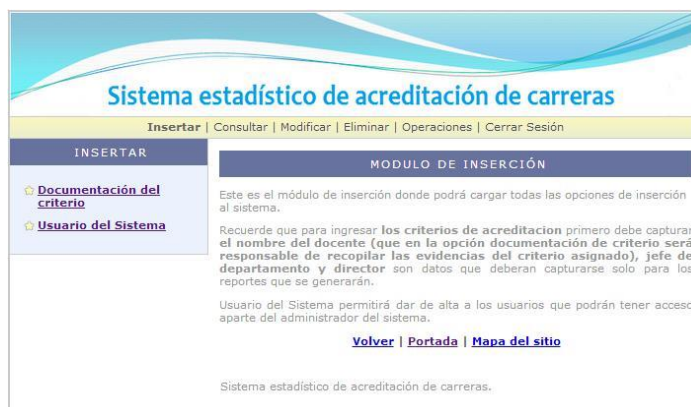 Sistema estadístico de acreditación de carreras
Insertar | Consultar | Modificar | Eliminar | Operaciones | Cerrar Sesión
INSERTAR
Documentación del
criterio
Usuario del Sistema
MODULO DE INSERCIÓN
Este es el módulo de inserción donde podrá cargar todas las opciones de inserción
al sistema.
Recuerde que para ingresar los criterios de acreditacion primero debe capturar
el nombre del docente (que en la opción documentación de criterio será
responsable de recopilar las evidencias del criterio asignado), jefe de
departamento y director son datos que deberan capturarse solo para los
reportes que se generarán.
Usuario del Sistema permitirá dar de alta a los usuarios que podrán tener acceso
aparte del administrador del sistema.
Volver | Portada | Mapa del sitio
Sistema estadístico de acreditación de carreras.